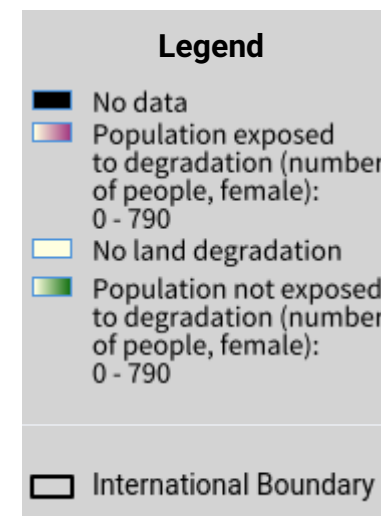 Legend
No data
Population exposed
to degradation (number
of people, female):
0 - 790
No land degradation
Population not exposed
to degradation (number
of people, female):
0 - 790
International Boundary